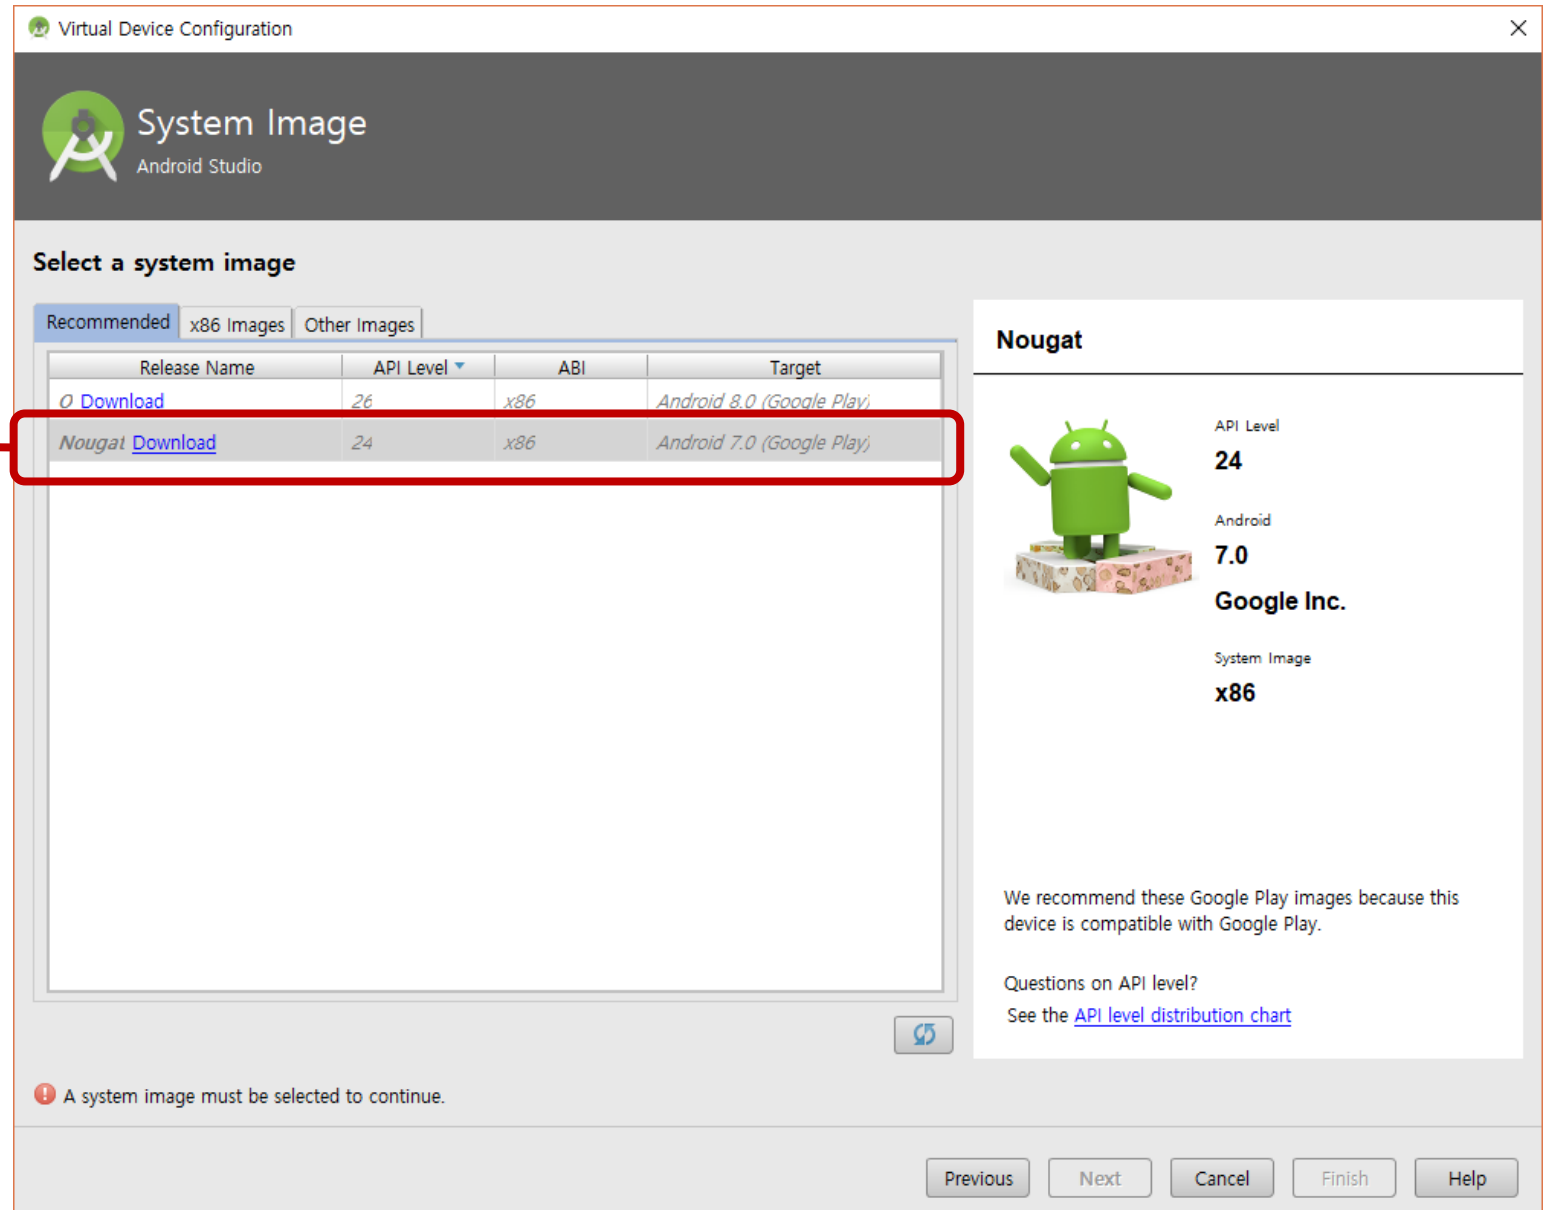 Virtual Device Configuration
System Image
Android Studio
Select a system image
Recommended x86 Images Other Images
Release Name API Level ABI Target
O Download 26 x86 Android 8.0 (Google Play)
Nougat Download 24 x86 Android 7.0 (Google Play)
Nougat
API Level
24
Android
7.0
Google Inc.
System Image
x86
We recommend these Google Play images because this
device is compatible with Google Play.
Questions on API level?
See the API level distribution chart
A system image must be selected to continue.
Previous Next Cancel Finish Help